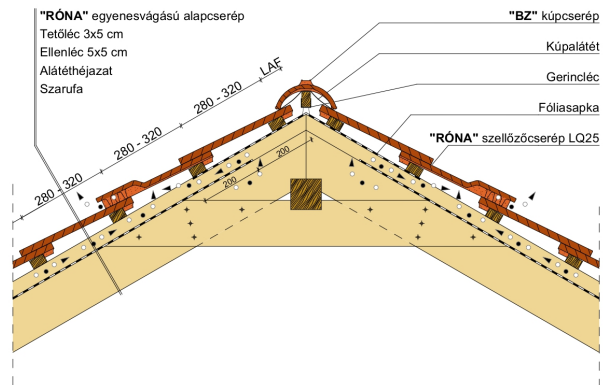 "RÓNA" egyenesvágású alapcserép
Tetőléc 3x5 cm
Ellenléc 5x5 cm
Alátéthéjazat
Szarufa
"BZ" kúpcserép
Kúpalátét
Gerincléc
Fóliasapka
"RÓNA" szellőzőcserép LQ25
LAF
280 - 320
280 - 320
280 - 320
200
200